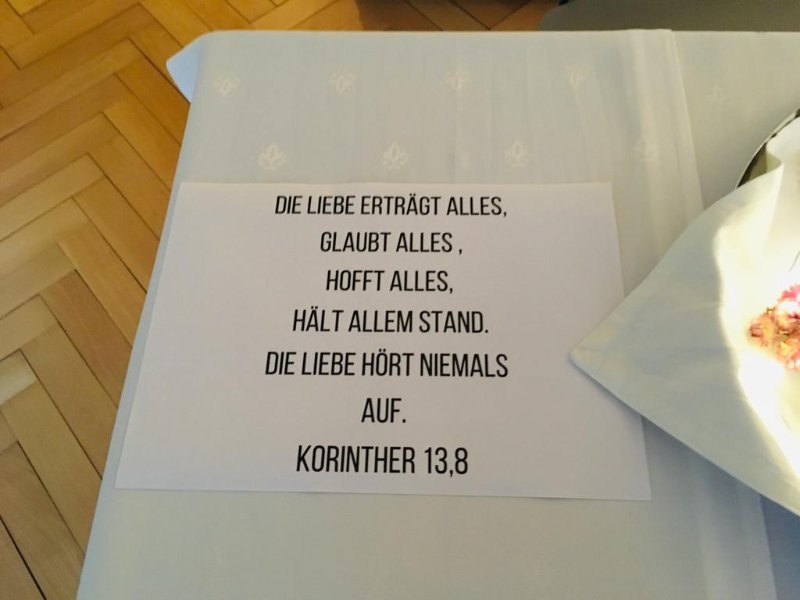 DIE LIEBE ERTRÄGT ALLES,
GLAUBT ALLES ,
HOFFT ALLES,
HÄLT ALLEM STAND.
DIE LIEBE HÖRT NIEMALS
AUF.
KORINTHER 13,8